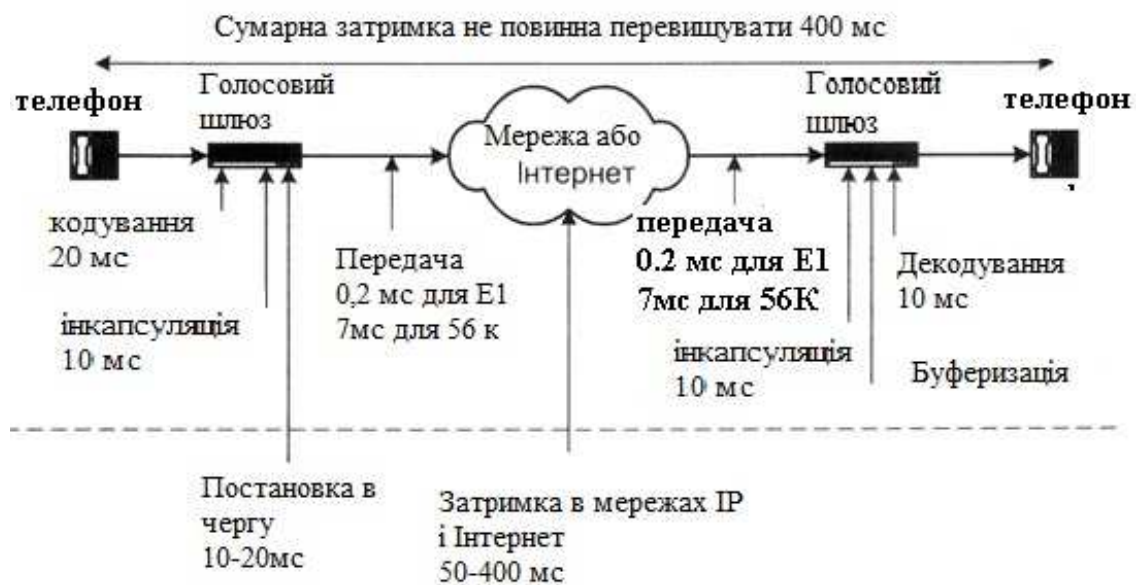 Сумарна затримка не повинна перевищувати 400 мс
телефон
Голосовий
шлюз
Мережа або
Інтернет
Голосовий
шлюз
телефон
кодування
20 мс
інкапсуляція
10 мс
Передача
0,2 мс для Е1
7мс для 56 к
передача
0.2 мс для Е1
7мс для 56К
інкапсуляція
10 мс
Декодування
10 мс
Буферизація
Постановка в
чергу
10-20мс
Затримка в мережах IP
і Інтернет
50-400 мс